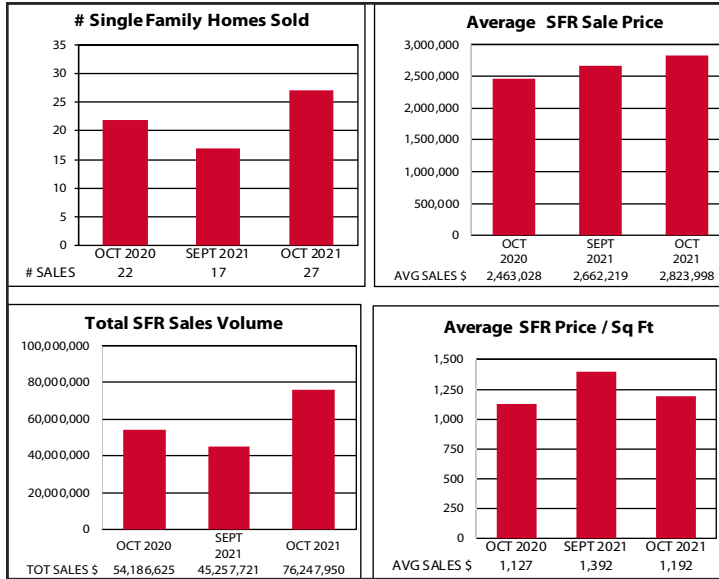 # Single Family Homes Sold
35
30
25
20
15
10
5
0
OCT 2020 SEPT 2021 OCT 2021
# SALES 22 17 27
Average SFR Sale Price
3,000,000
2,500,000
2,000,000
1,500,000
1,000,000
500,000
0
OCT SEPT OCT
2020 2021 2021
AVG SALES $ 2,463,028 2,662,219 2,823,998
Total SFR Sales Volume
100,000,000
80,000,000
60,000,000
40,000,000
20,000,000
0
OCT 2020 SEPT 2021 OCT 2021
TOT SALES $ 54,186,625 45,257,721 76,247,950
Average SFR Price / Sq Ft
1,500
1,250
1,000
750
500
250
0
OCT 2020 SEPT 2021 OCT 2021
AVG SALES $ 1,127 1,392 1,192